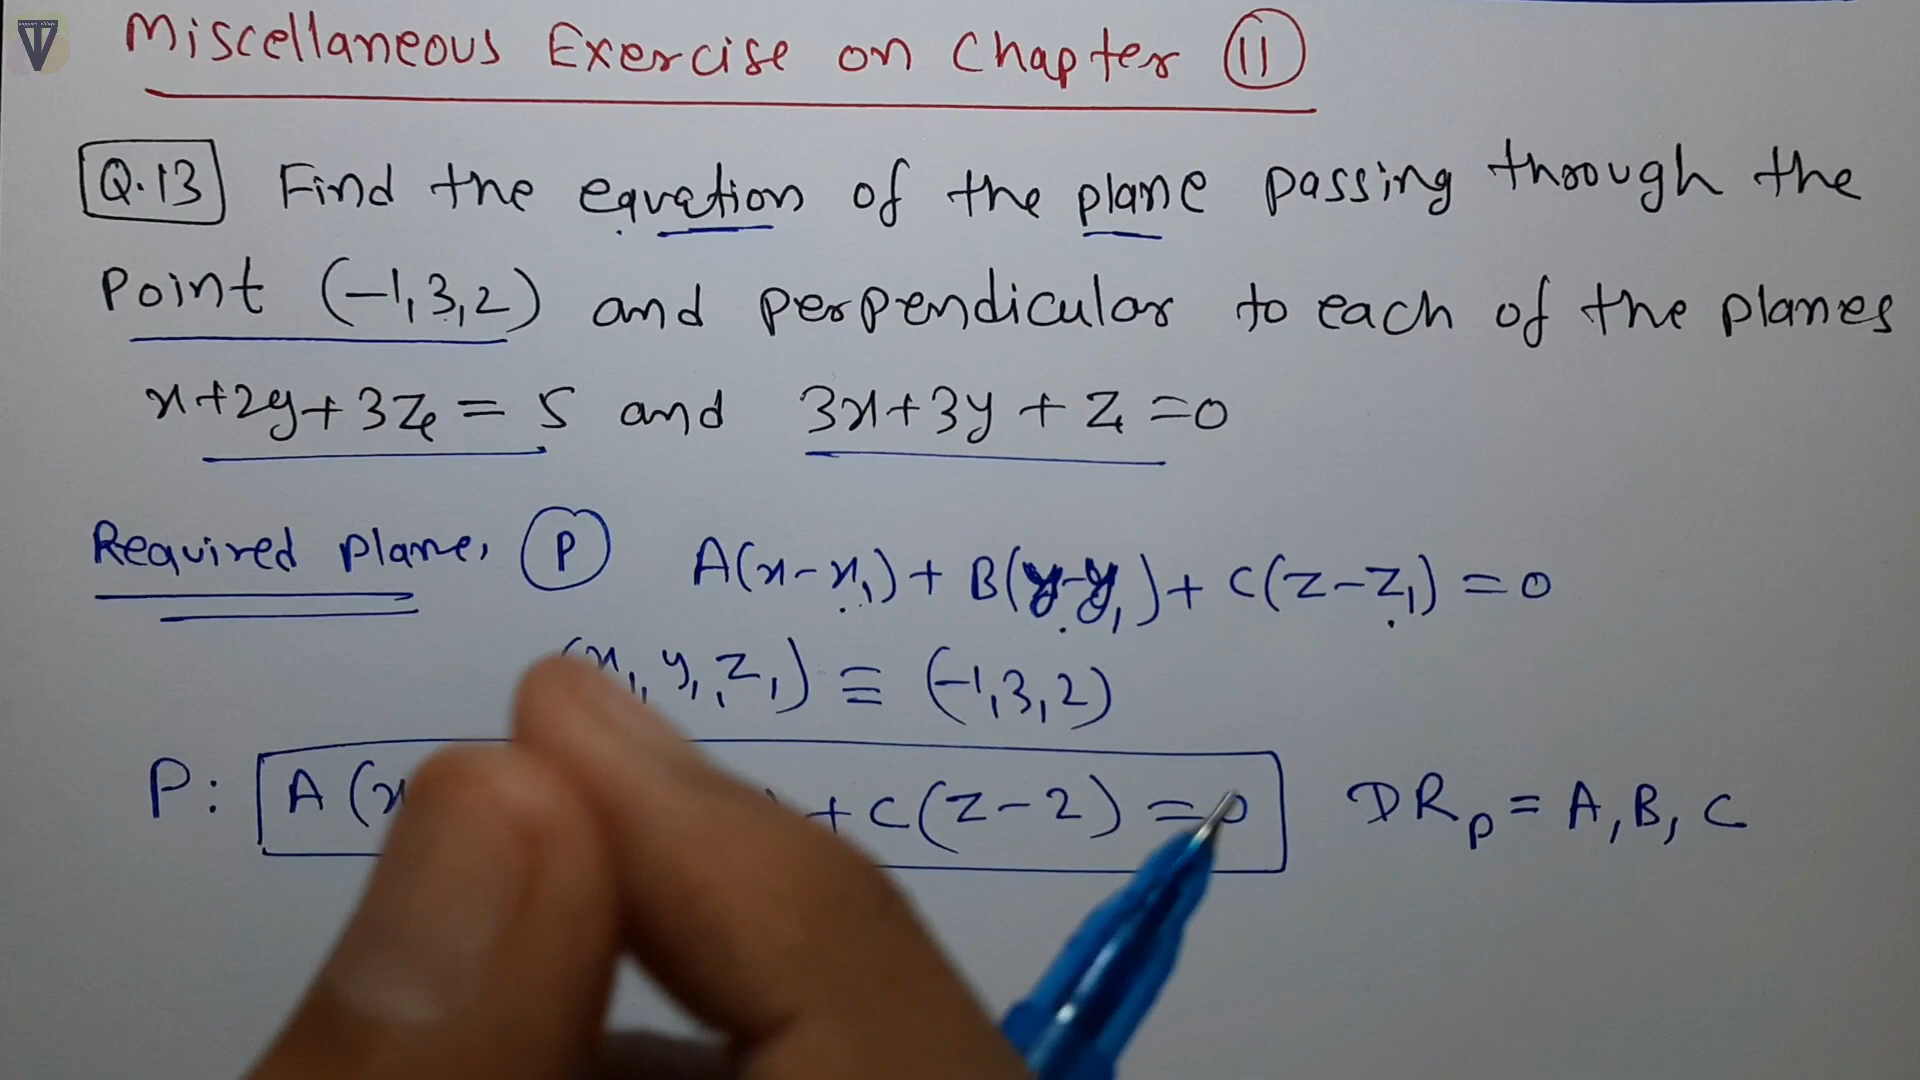 Miscellaneous Exercise on Chapter 11
Q.13 Find the equation of the plane passing through the
point (-1,3,2) and perpendicular to each of the planes
x+2y+3z = 5 and 3x+3y+z=0
Required plane, P A(x-x₁)+ B(y-y₁)+ C(z-z₁) = 0
(x₁, y₁, z₁) ≡ (-1,3,2)
P: A(x +C(z-2) =0 DRp = A, B, C